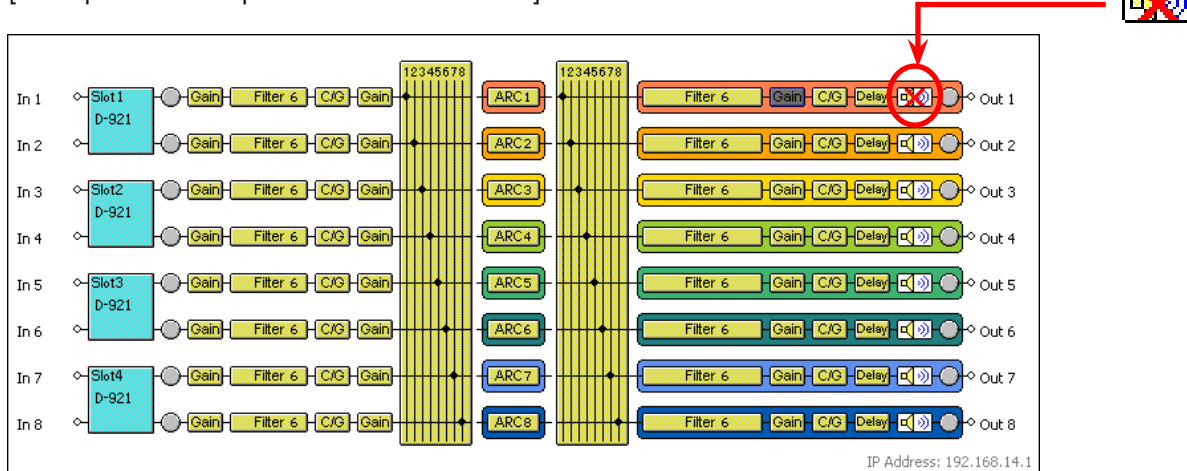 12345678 12345678
In 1 Slot1 Gain Filter 6 C/G Gain ARC1 Filter 6 Gain C/G Delay Out 1
D-921
In 2 Gain Filter 6 C/G Gain ARC2 Filter 6 Gain C/G Delay Out 2
In 3 Slot2 Gain Filter 6 C/G Gain ARC3 Filter 6 Gain C/G Delay Out 3
D-921
In 4 Gain Filter 6 C/G Gain ARC4 Filter 6 Gain C/G Delay Out 4
In 5 Slot3 Gain Filter 6 C/G Gain ARC5 Filter 6 Gain C/G Delay Out 5
D-921
In 6 Gain Filter 6 C/G Gain ARC6 Filter 6 Gain C/G Delay Out 6
In 7 Slot4 Gain Filter 6 C/G Gain ARC7 Filter 6 Gain C/G Delay Out 7
D-921
In 8 Gain Filter 6 C/G Gain ARC8 Filter 6 Gain C/G Delay Out 8
IP Address: 192.168.14.1